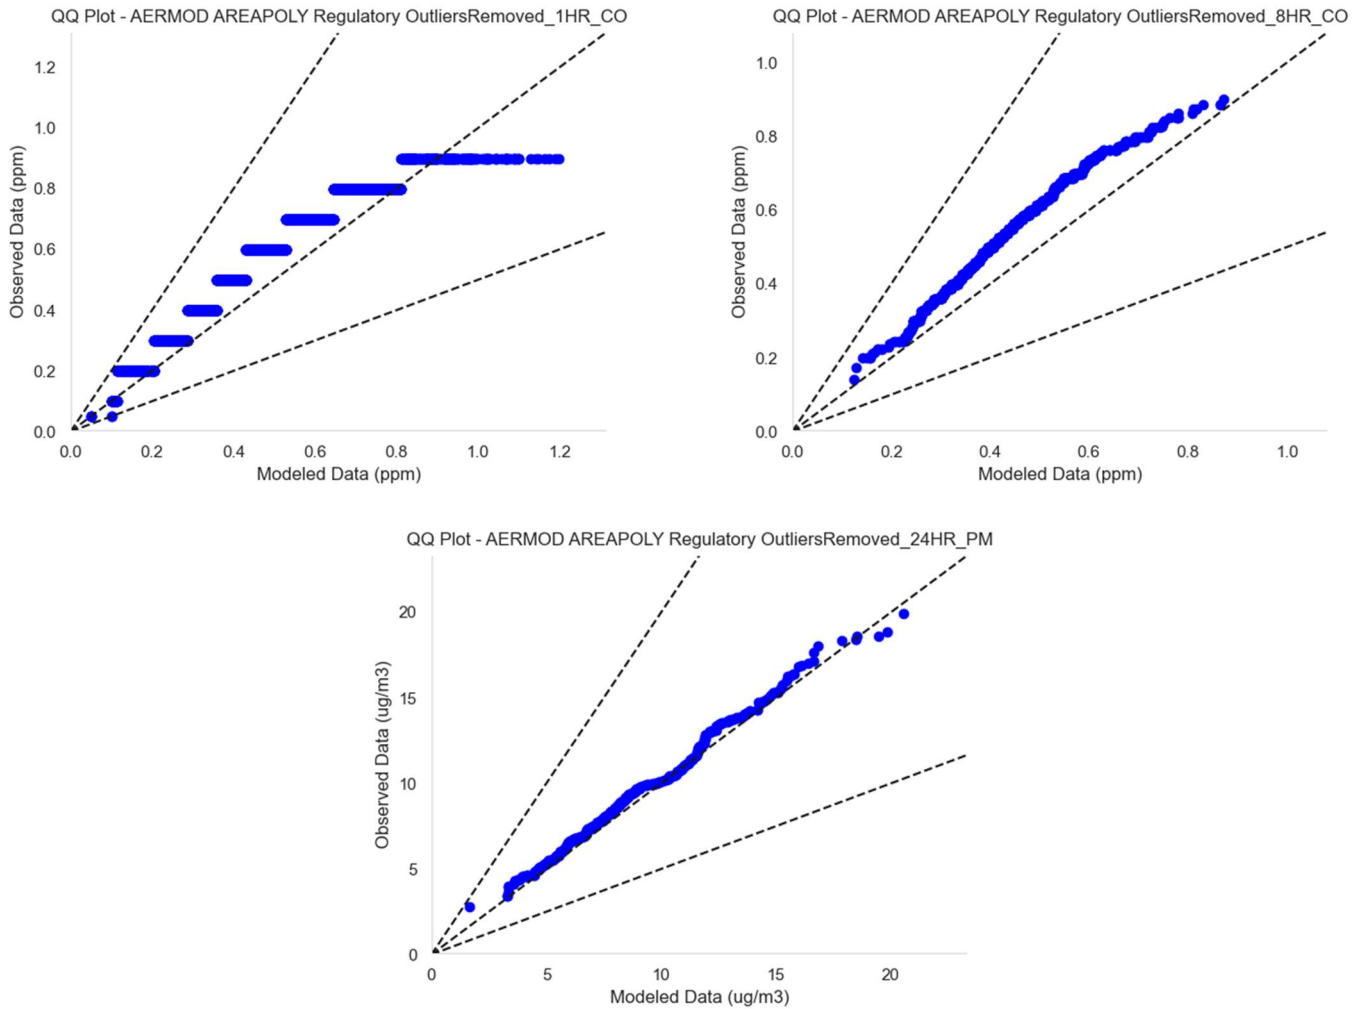 QQ Plot - AERMOD AREAPOLY Regulatory OutliersRemoved_1HR_CO
1.2
1.0
0.8
0.6
0.4
0.2
0.0
Observed Data (ppm)
0.0 0.2 0.4 0.6 0.8 1.0 1.2
Modeled Data (ppm)
QQ Plot - AERMOD AREAPOLY Regulatory OutliersRemoved_8HR_CO
1.0
0.8
0.6
0.4
0.2
0.0
Observed Data (ppm)
0.0 0.2 0.4 0.6 0.8 1.0
Modeled Data (ppm)
QQ Plot - AERMOD AREAPOLY Regulatory OutliersRemoved_24HR_PM
20
15
10
5
0
Observed Data (ug/m3)
0 5 10 15 20
Modeled Data (ug/m3)